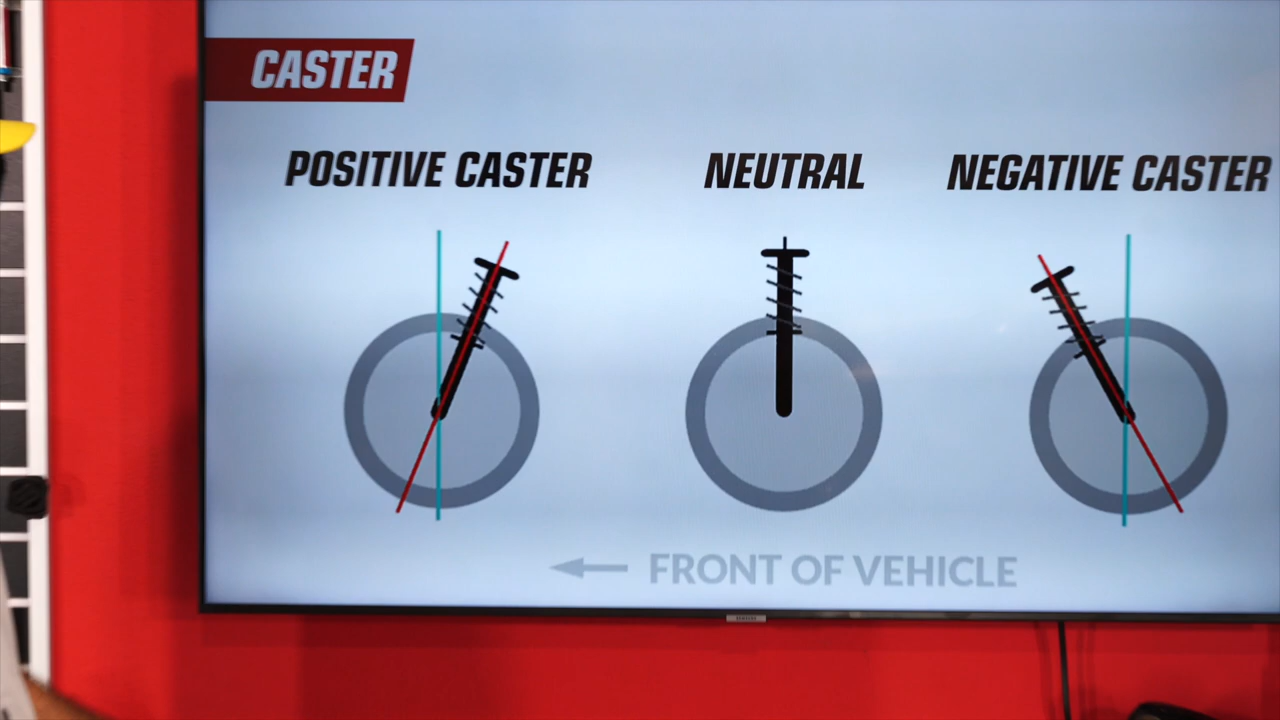 CASTER
POSITIVE CASTER
NEUTRAL
NEGATIVE CASTER
FRONT OF VEHICLE